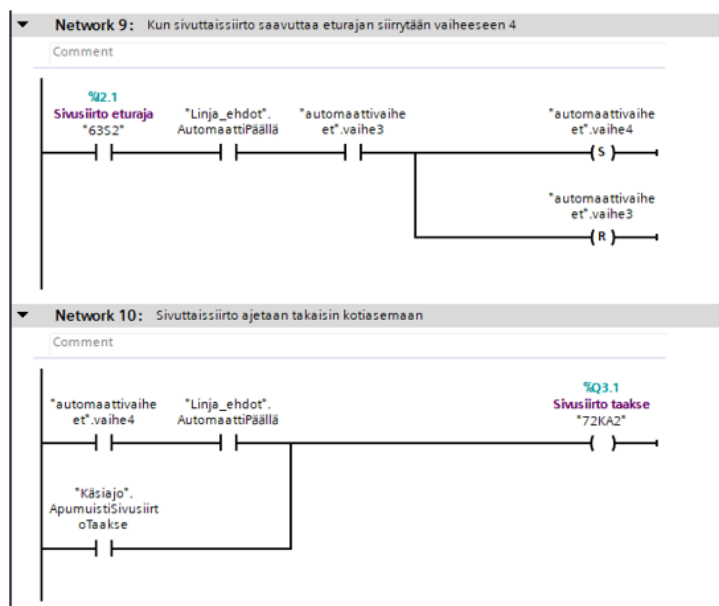 Network 9: Kun sivuttaissiirto saavuttaa eturajan siirrytään vaiheeseen 4
Comment
%I2.1
Sivusiirto eturaja
"63S2"
"Linja_ehdot".
AutomaattiPäällä
"automaattivaihe
et".vaihe3
"automaattivaihe
et".vaihe4
S
"automaattivaihe
et".vaihe3
R
Network 10: Sivuttaissiirto ajetaan takaisin kotiasemaan
Comment
"automaattivaihe
et".vaihe4
"Linja_ehdot".
AutomaattiPäällä
%Q3.1
Sivusiirto taakse
"72KA2"
"Käsiajo".
ApumuistiSivusiirt
oTaakse